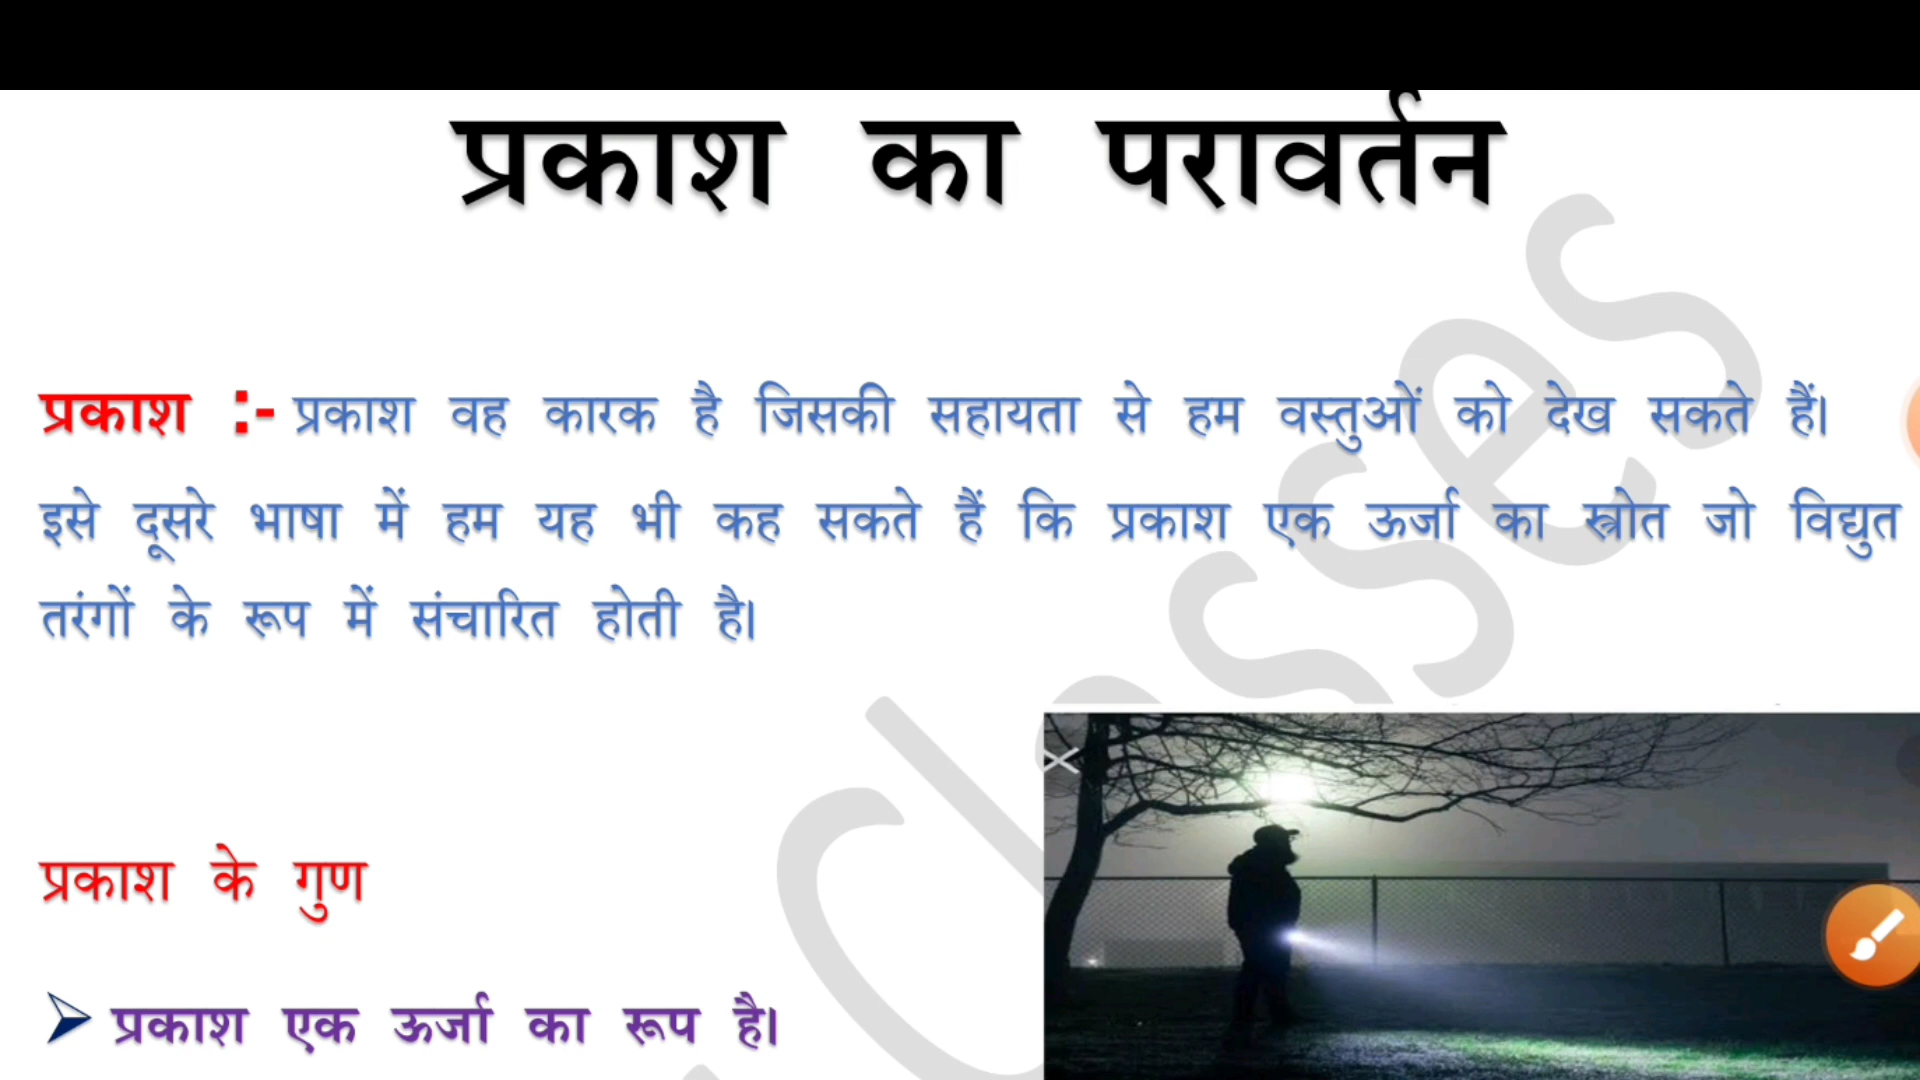 प्रकाश का परावर्तन
प्रकाश :- प्रकाश वह कारक है जिसकी सहायता से हम वस्तुओं को देख सकते हैं।
इसे दूसरे भाषा में हम यह भी कह सकते हैं कि प्रकाश एक ऊर्जा का स्त्रोत जो विद्युत
तरंगों के रूप में संचारित होती है।
प्रकाश के गुण
प्रकाश एक ऊर्जा का रूप है।
Classes